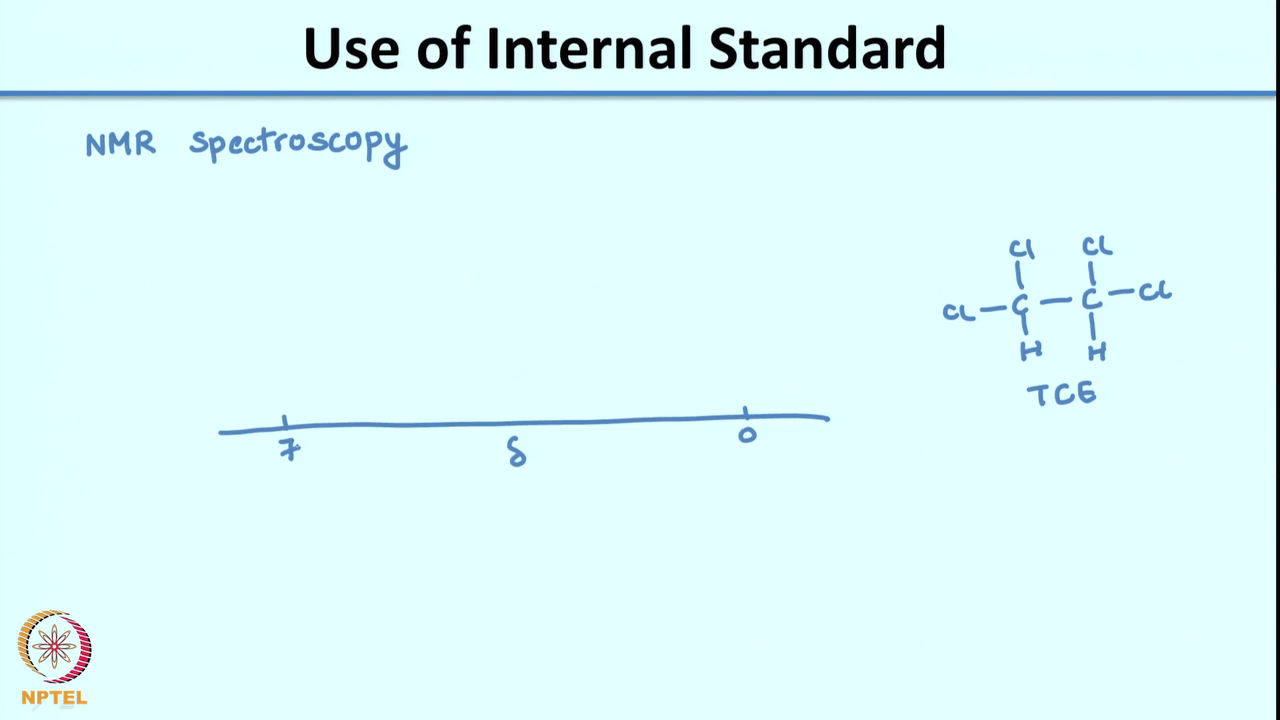 Use of Internal Standard
NMR spectroscopy
Cl Cl
Cl—C—C—Cl
H H
TCE
7 δ 0
NPTEL